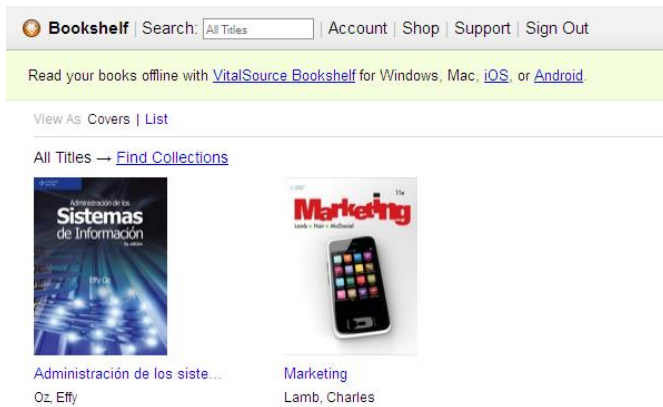 Bookshelf | Search: All Titles | Account | Shop | Support | Sign Out
Read your books offline with VitalSource Bookshelf for Windows, Mac, iOS, or Android.
View As Covers | List
All Titles → Find Collections
Administración de los
Sistemas
de Información
5a. edición
Effy Oz
11e
Marketing
Lamb • Hair • McDaniel
Administración de los siste...
Oz, Effy
Marketing
Lamb, Charles